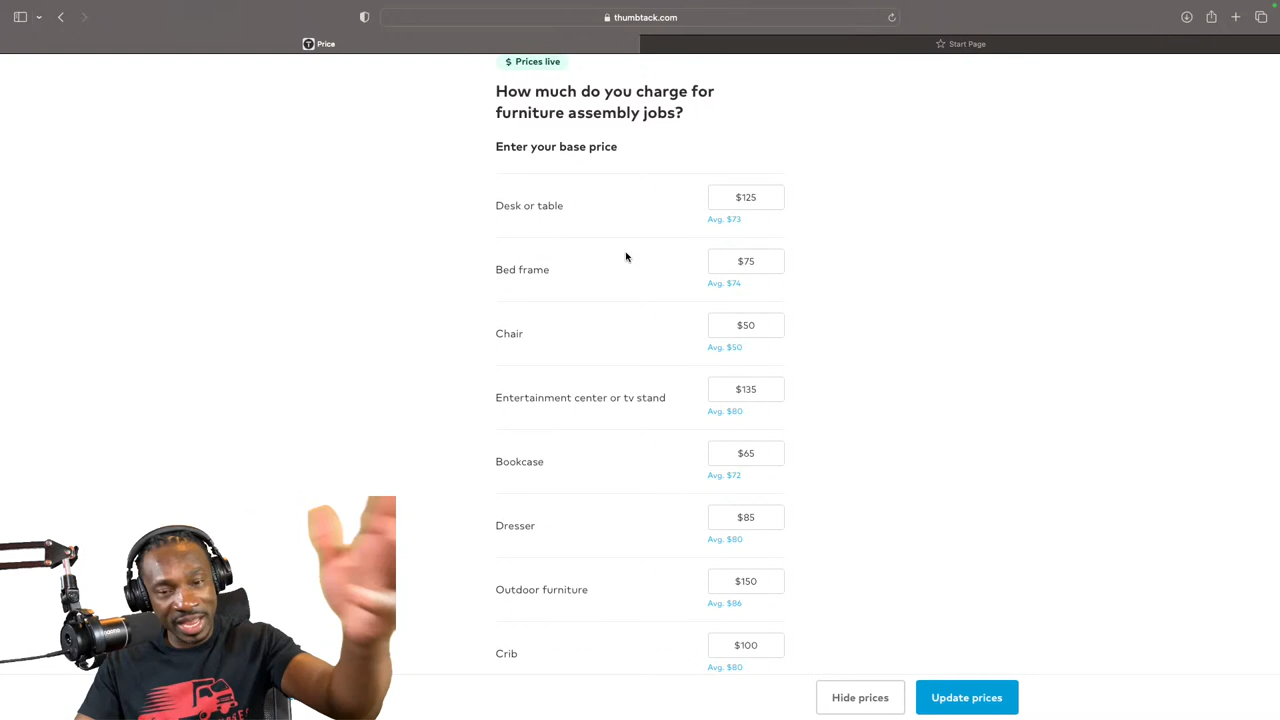 thumbtack.com
Price
Start Page
$ Prices live
How much do you charge for
furniture assembly jobs?
Enter your base price
Desk or table
$125
Avg. $73
Bed frame
$75
Avg. $74
Chair
$50
Avg. $50
Entertainment center or tv stand
$135
Avg. $80
Bookcase
$65
Avg. $72
Dresser
$85
Avg. $80
Outdoor furniture
$150
Avg. $86
Crib
$100
Avg. $80
Hide prices
Update prices